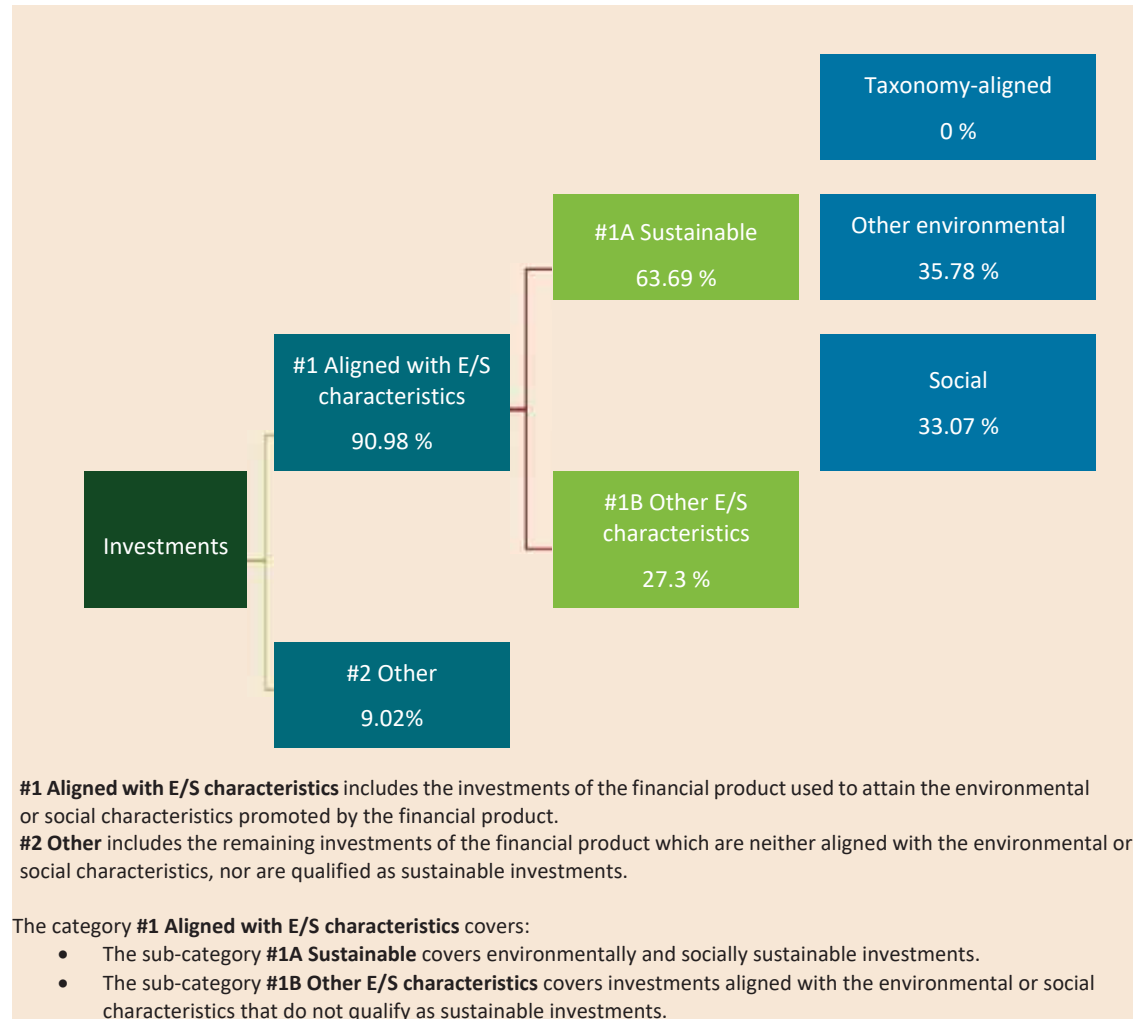 Taxonomy-aligned
0 %
#1A Sustainable
63.69 %
Other environmental
35.78 %
#1 Aligned with E/S
characteristics
90.98 %
Social
33.07 %
Investments
#1B Other E/S
characteristics
27.3 %
#2 Other
9.02%
#1 Aligned with E/S characteristics includes the investments of the financial product used to attain the environmental
or social characteristics promoted by the financial product.
#2 Other includes the remaining investments of the financial product which are neither aligned with the environmental or
social characteristics, nor are qualified as sustainable investments.
The category #1 Aligned with E/S characteristics covers:
• The sub-category #1A Sustainable covers environmentally and socially sustainable investments.
• The sub-category #1B Other E/S characteristics covers investments aligned with the environmental or social
characteristics that do not qualify as sustainable investments.